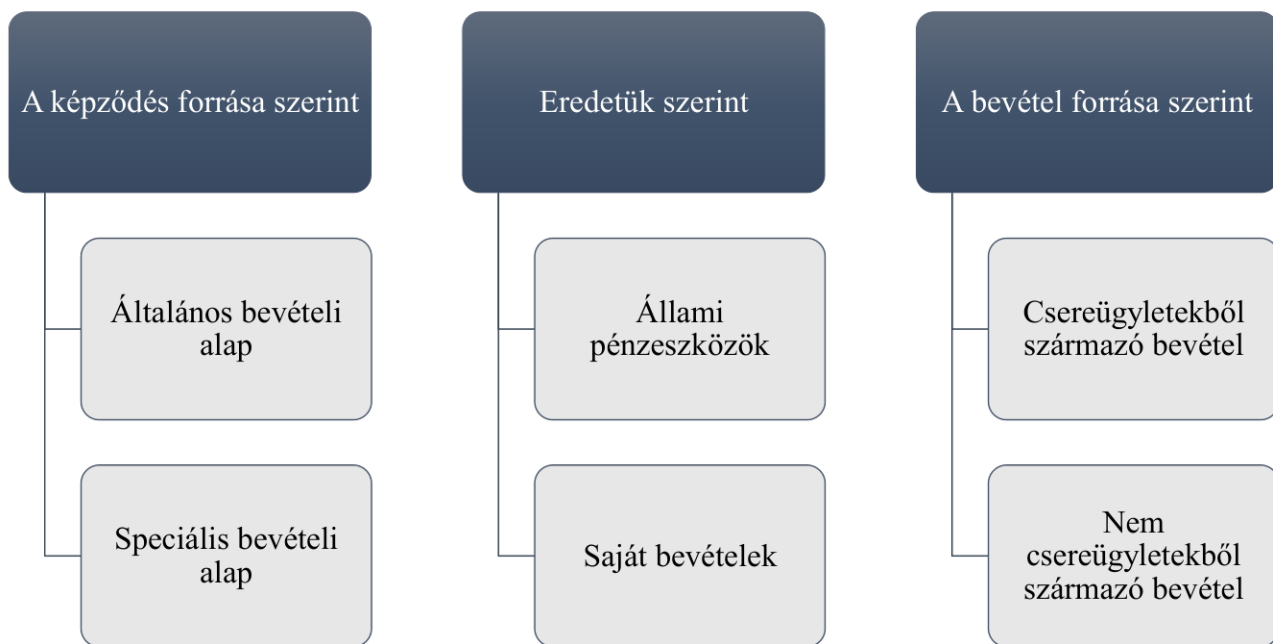 A képződés forrása szerint
Általános bevételi
alap
Speciális bevételi
alap
Eredetük szerint
Állami
pénzeszközök
Saját bevételek
A bevétel forrása szerint
Csereügyletekből
származó bevétel
Nem
csereügyletekből
származó bevétel